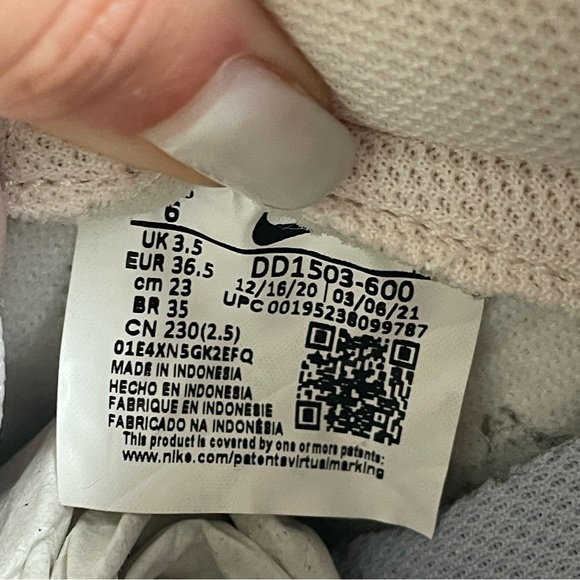 6
UK 3.5
EUR 36.5
cm 23
BR 35
CN 230(2.5)
DD1503-600
12/16/20 | 03/06/21
UPC 00195238099787
01E4XN5GK2EFQ
MADE IN INDONESIA
HECHO EN INDONESIA
FABRIQUE EN INDONESIE
FABRICADO NA INDONÉSIA
This product is covered by one or more patents:
www.nike.com/patentsvirtualmarking